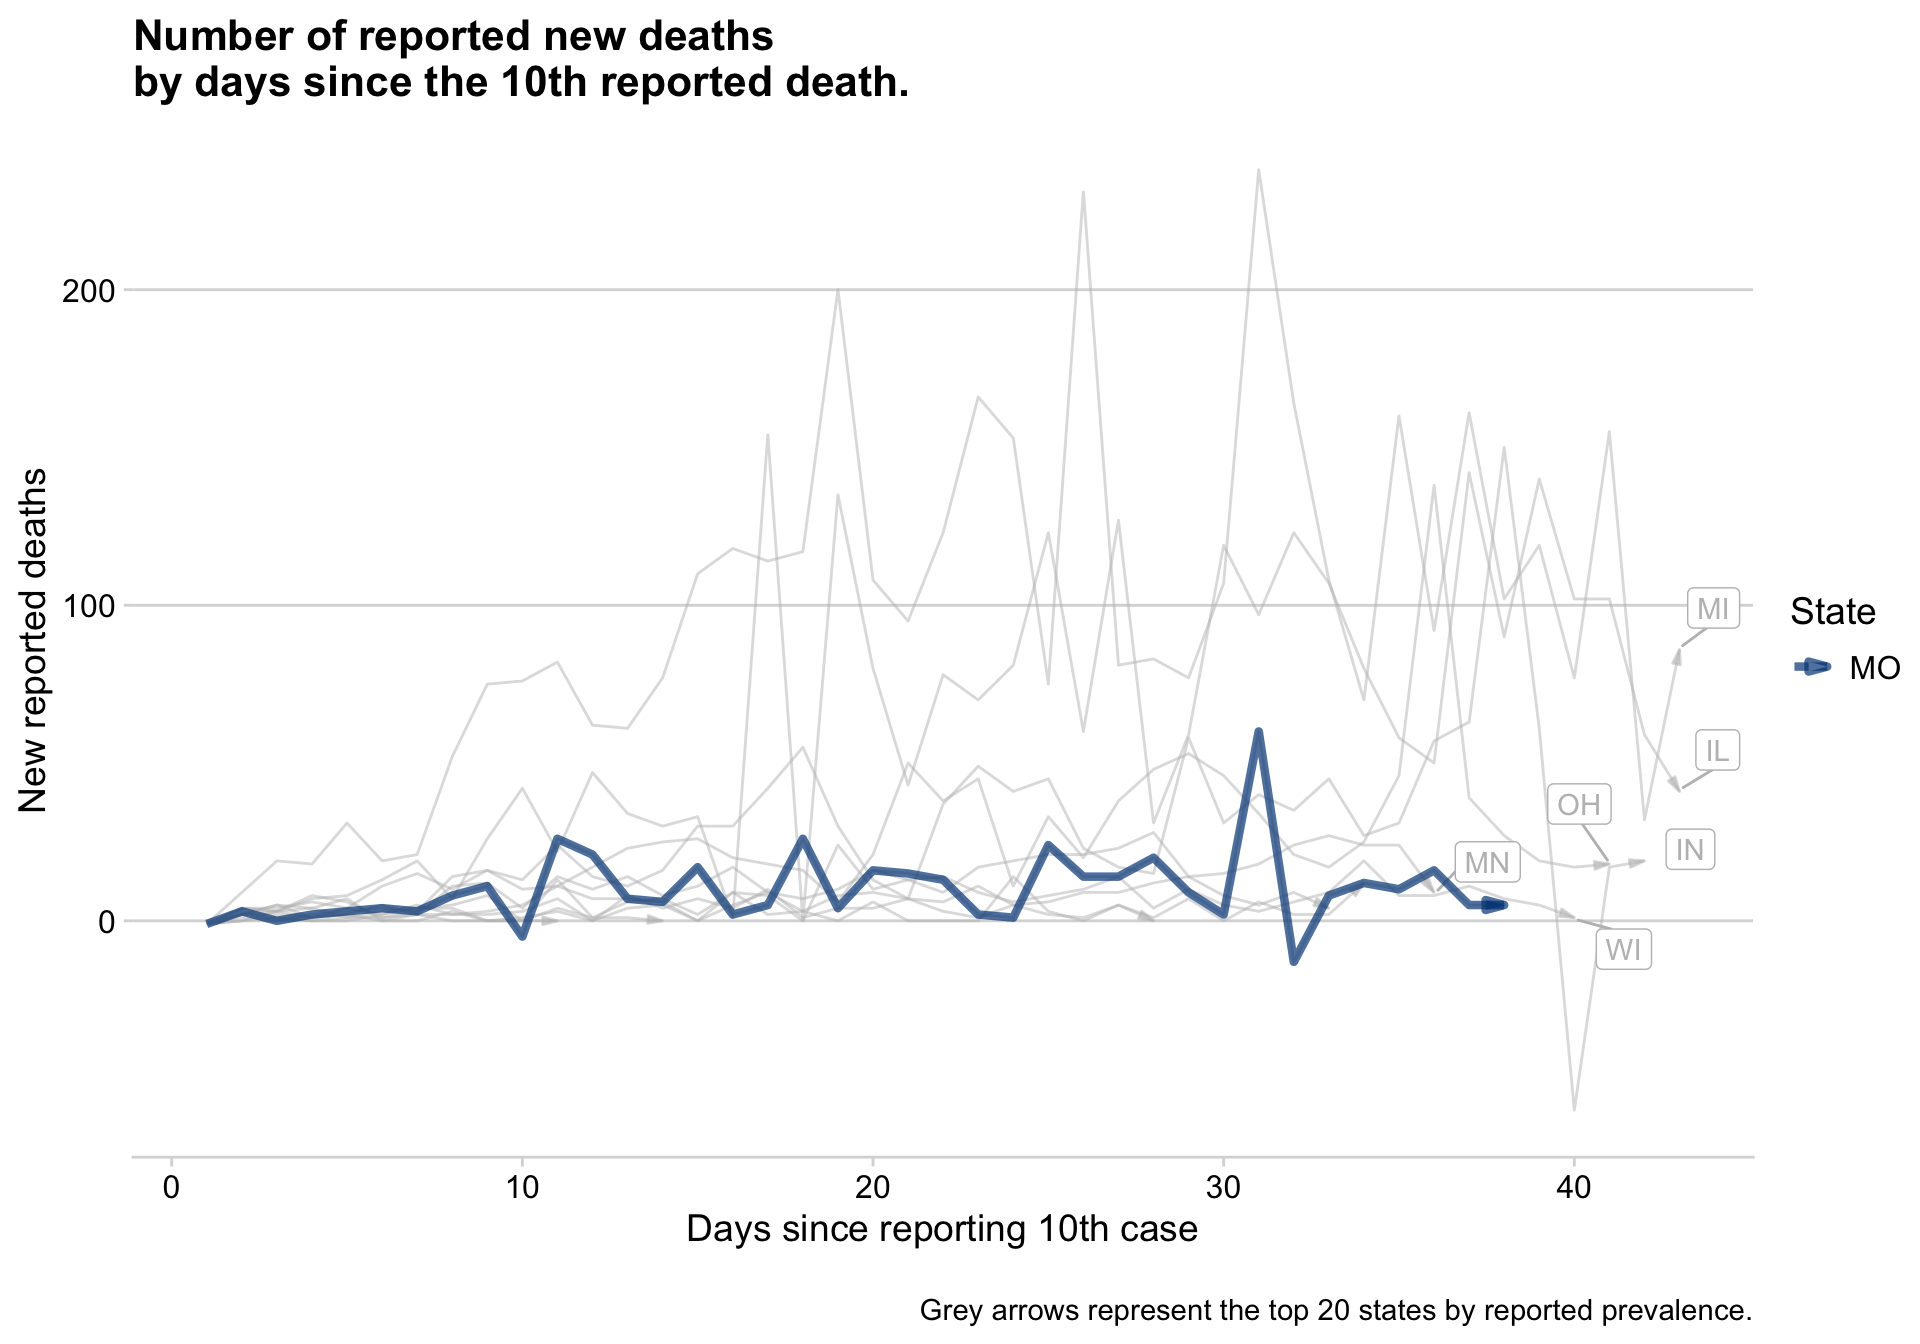 Number of reported new deaths
by days since the 10th reported death.
New reported deaths
200
100
0
MI
IL
OH
IN
MN
WI
State
MO
0
10
20
30
40
Days since reporting 10th case
Grey arrows represent the top 20 states by reported prevalence.